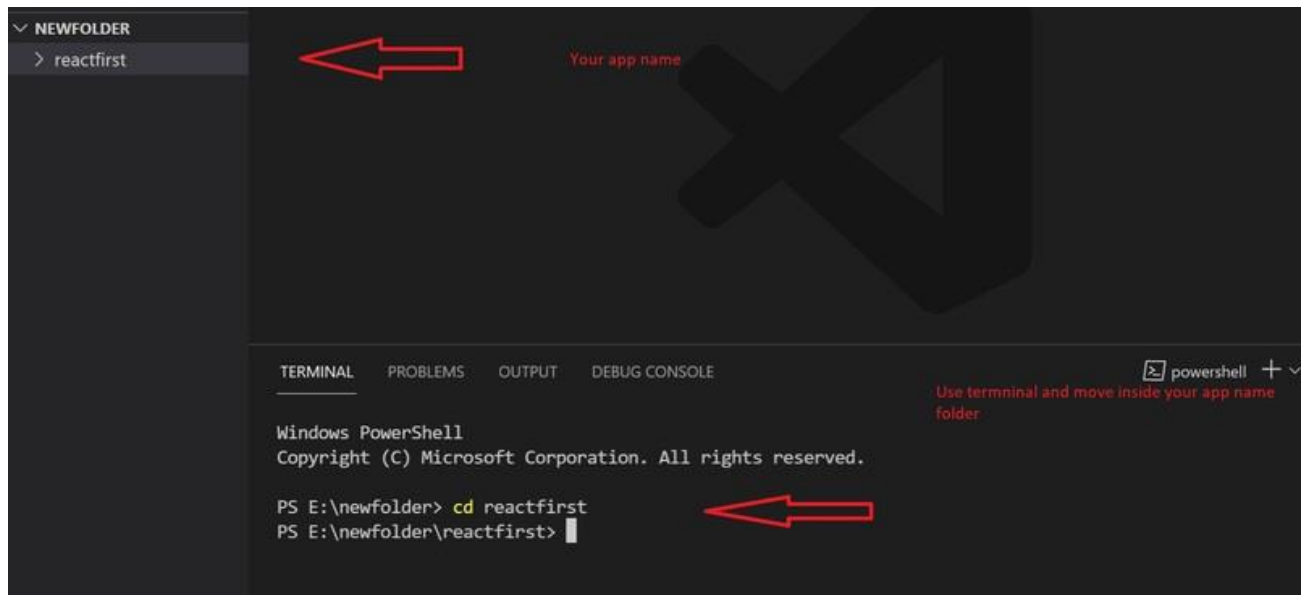 NEWFOLDER
reactfirst
Your app name
TERMINAL PROBLEMS OUTPUT DEBUG CONSOLE
powershell
Use termninal and move inside your app name
folder
Windows PowerShell
Copyright (C) Microsoft Corporation. All rights reserved.
PS E:\newfolder> cd reactfirst
PS E:\newfolder\reactfirst>